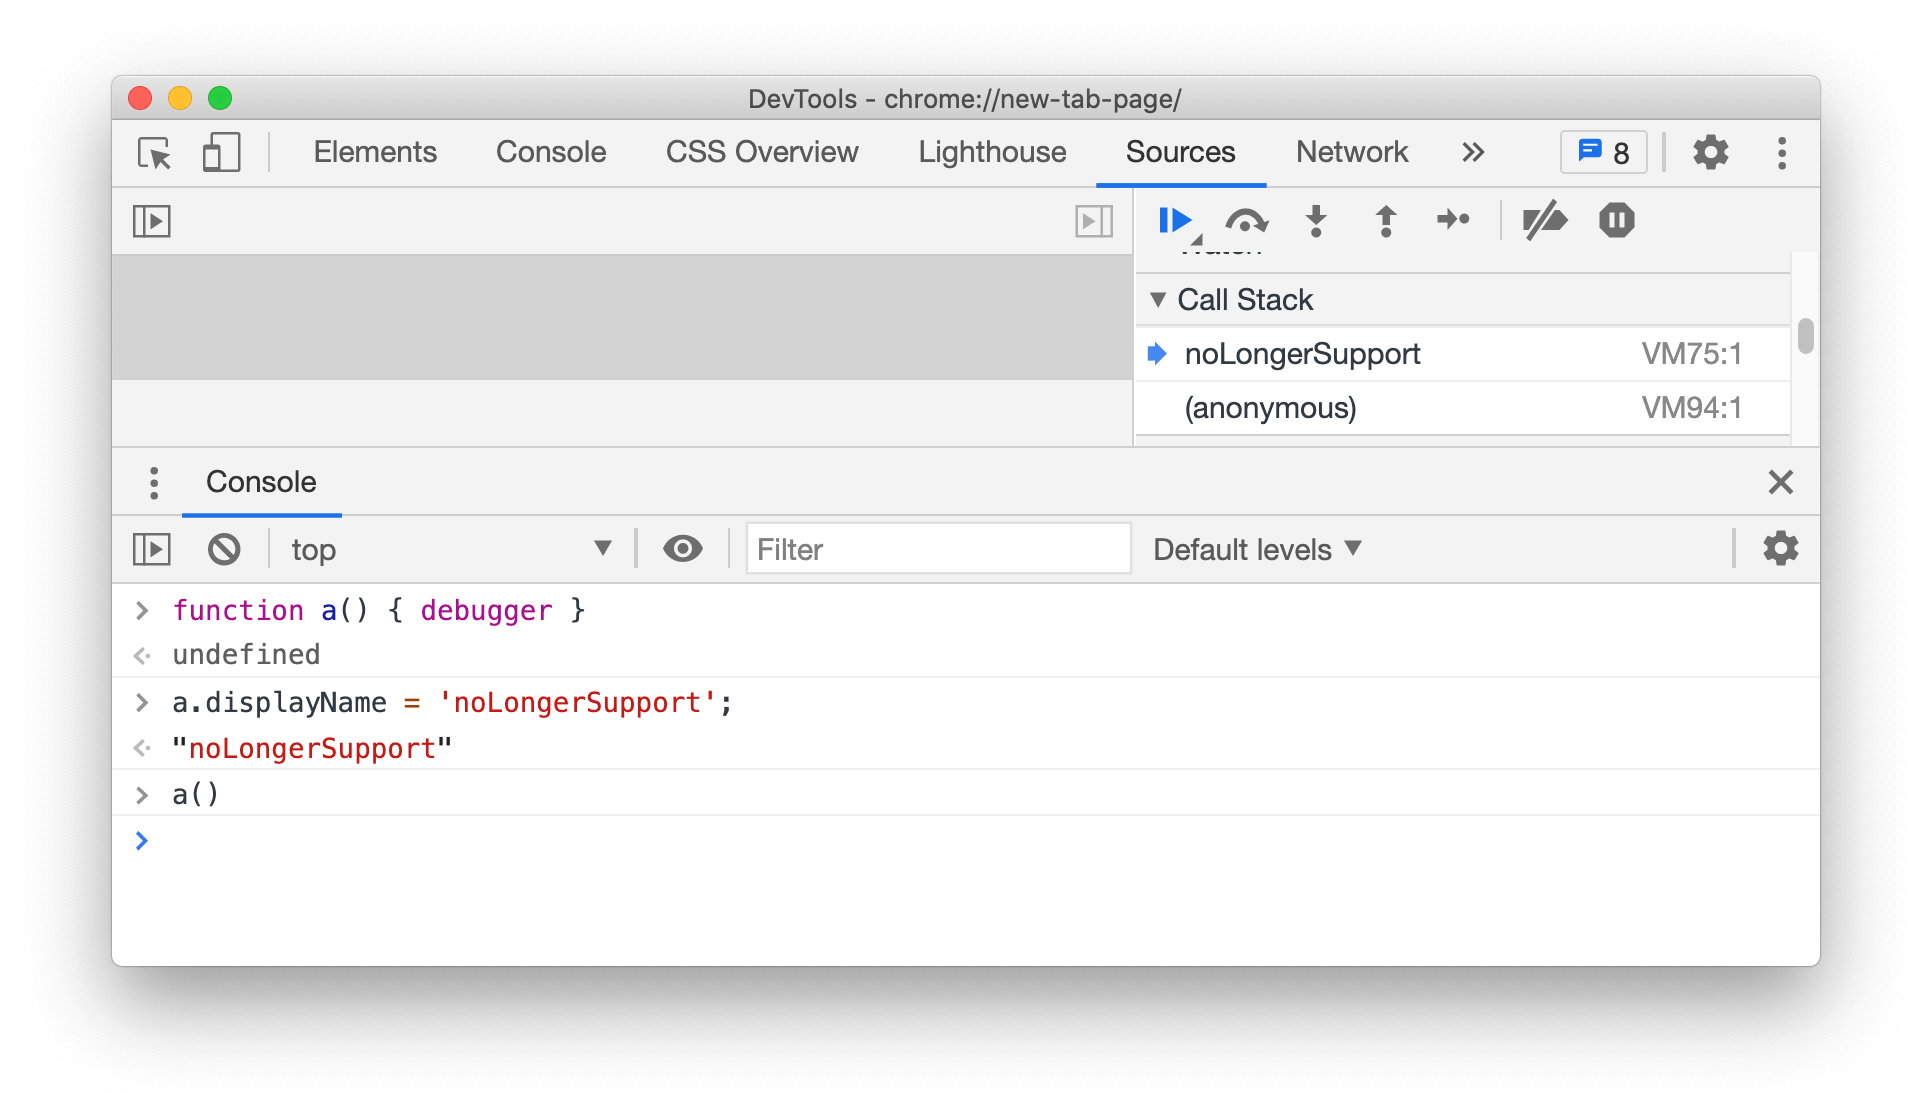 DevTools - chrome://new-tab-page/
Elements Console CSS Overview Lighthouse Sources Network 8
Watch
Call Stack
noLongerSupport VM75:1
(anonymous) VM94:1
Console
top Filter Default levels
function a() { debugger }
undefined
a.displayName = 'noLongerSupport';
"noLongerSupport"
a()